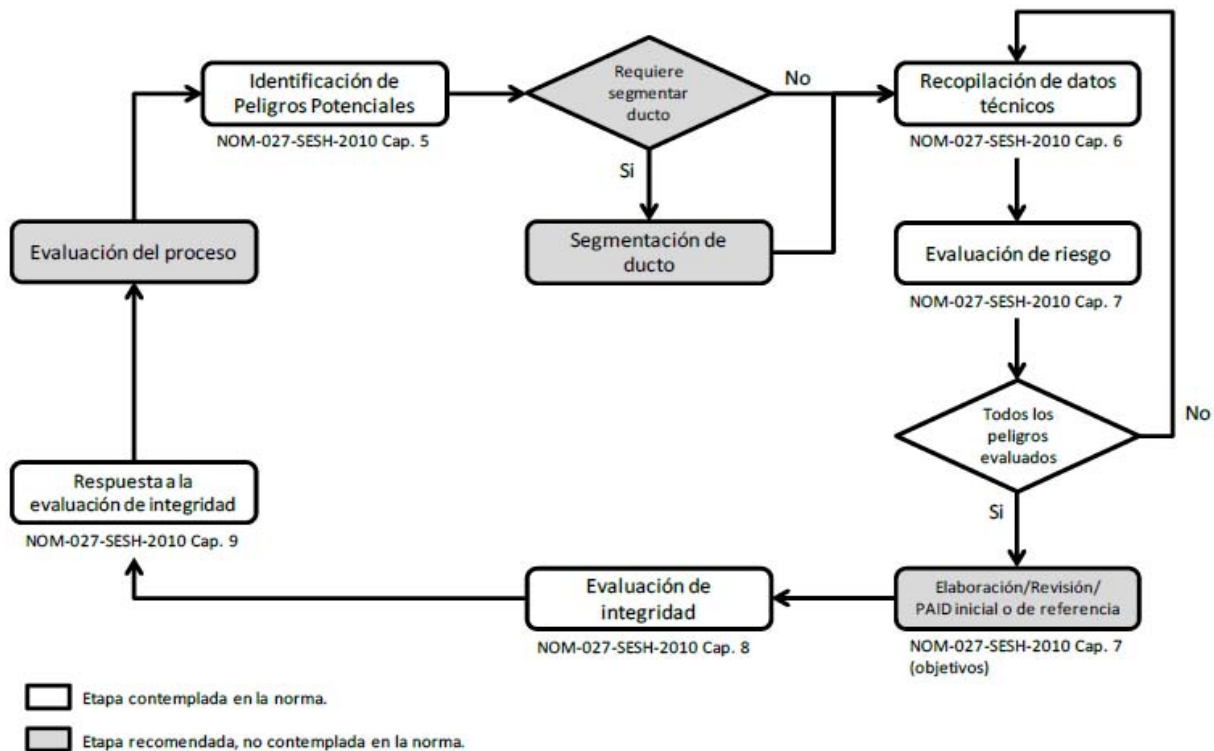 Identificación de
Peligros Potenciales
NOM-027-SESH-2010 Cap. 5
Requiere
segmentar
ducto
No
Si
Recopilación de datos
técnicos
NOM-027-SESH-2010 Cap. 6
Segmentación de
ducto
Evaluación del proceso
Evaluación de riesgo
NOM-027-SESH-2010 Cap. 7
Todos los
peligros
evaluados
No
Si
Respuesta a la
evaluación de integridad
NOM-027-SESH-2010 Cap. 9
Evaluación de
integridad
NOM-027-SESH-2010 Cap. 8
Elaboración/Revisión/
PAID inicial o de referencia
NOM-027-SESH-2010 Cap. 7
(objetivos)
Etapa contemplada en la norma.
Etapa recomendada, no contemplada en la norma.